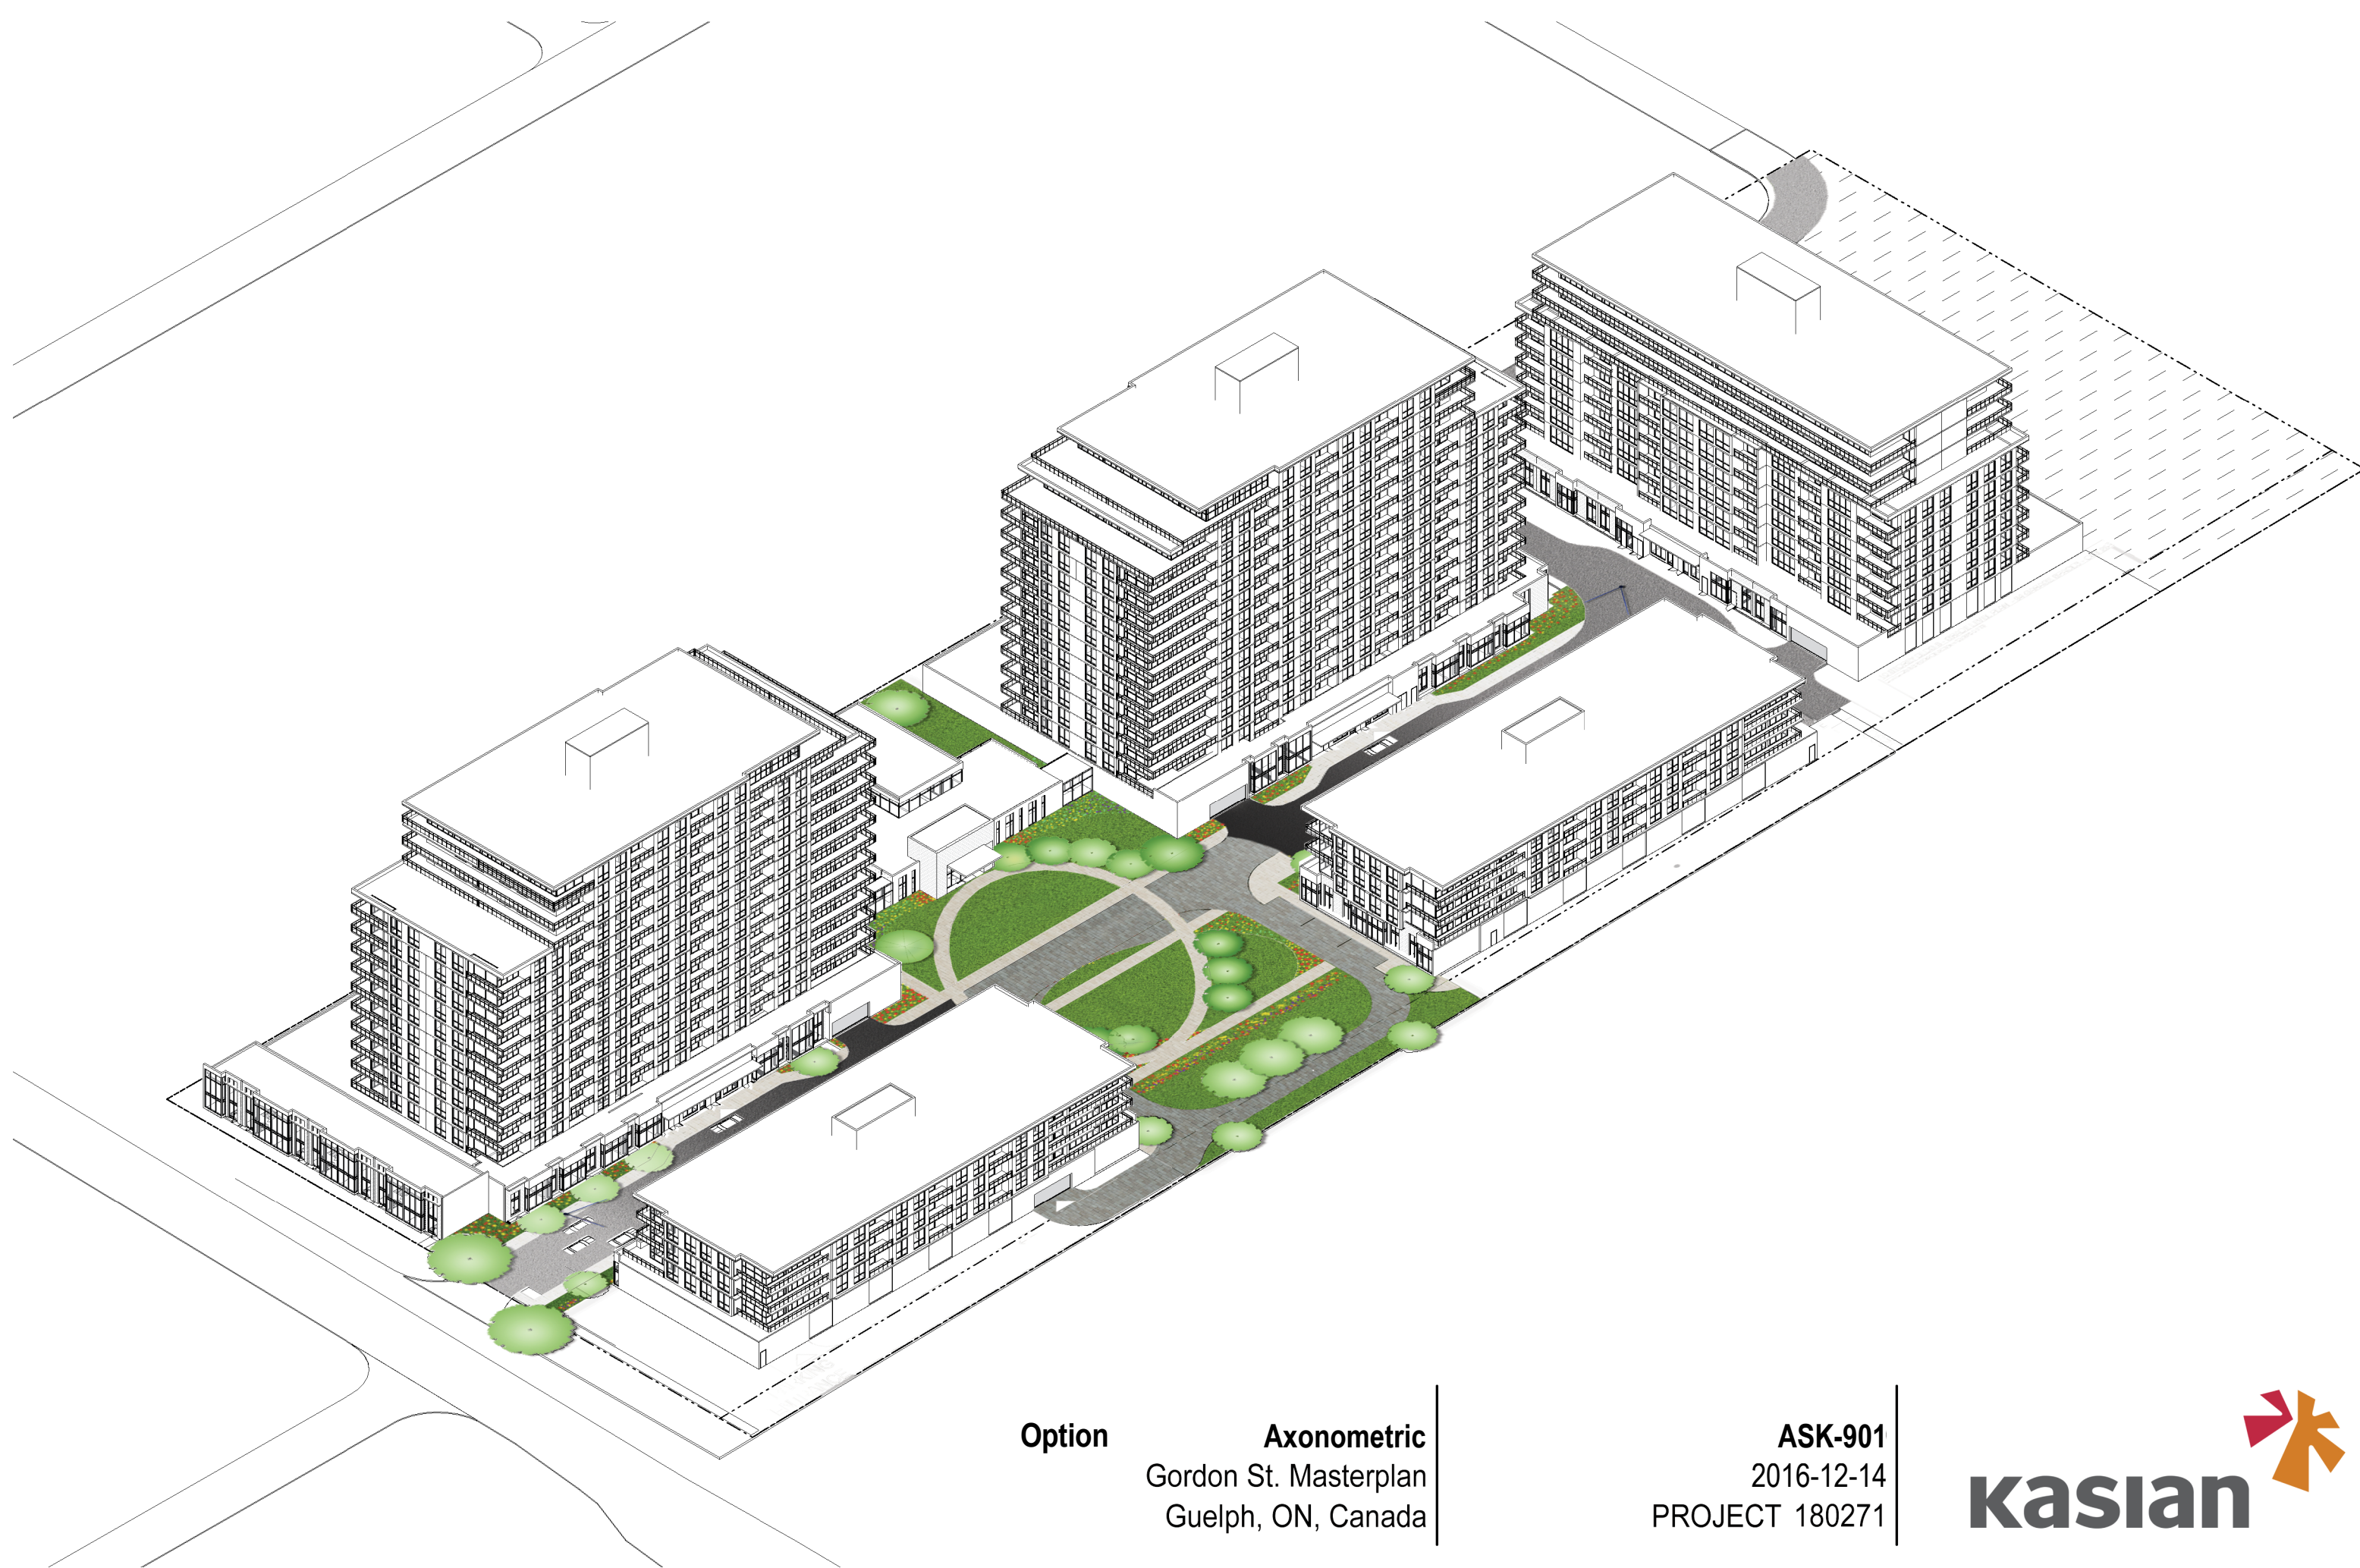 Option
Axonometric
Gordon St. Masterplan
Guelph, ON, Canada
ASK-901
2016-12-14
PROJECT 180271
kasian